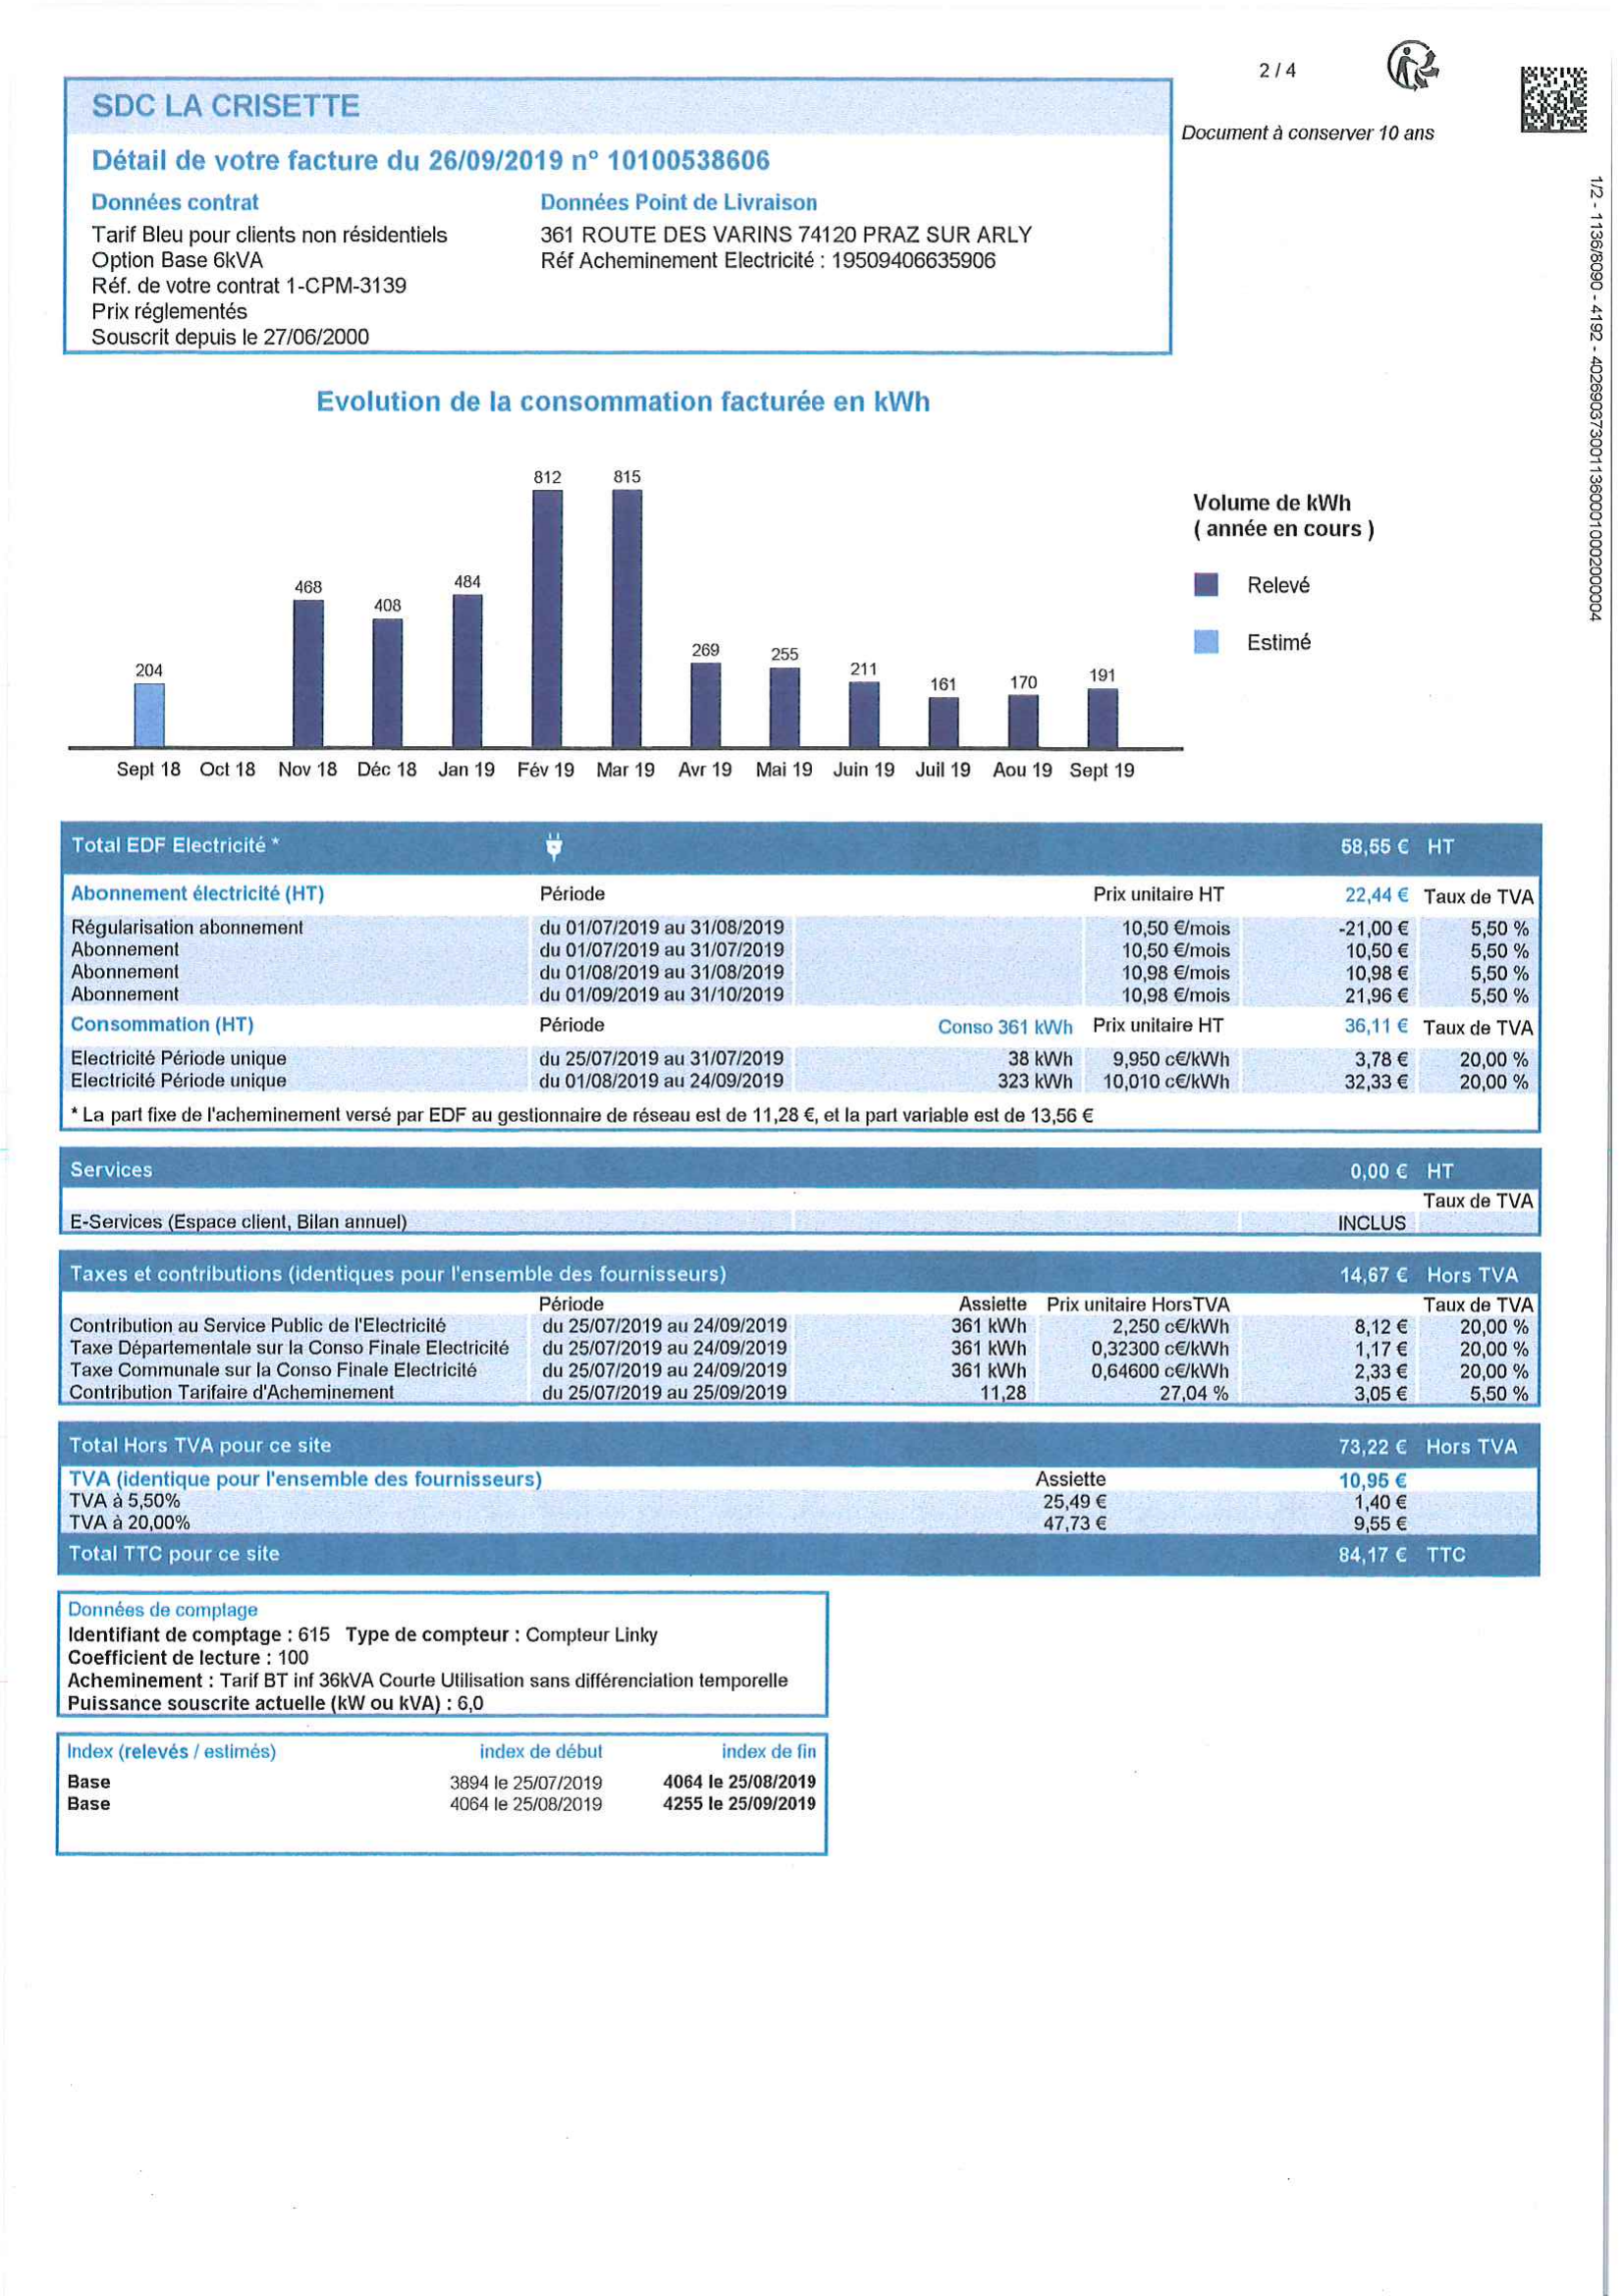 2 / 4
Document à conserver 10 ans
1/2 - 1136/8090 - 4192 - 402690373001136000100020000004
SDC LA CRISETTE
Détail de votre facture du 26/09/2019 n° 10100538606
Données contrat
Tarif Bleu pour clients non résidentiels
Option Base 6kVA
Réf. de votre contrat 1-CPM-3139
Prix réglementés
Souscrit depuis le 27/06/2000
Données Point de Livraison
361 ROUTE DES VARINS 74120 PRAZ SUR ARLY
Réf Acheminement Electricité : 19509406635906
Evolution de la consommation facturée en kWh
204 468 408 484 812 815 269 255 211 161 170 191
Sept 18 Oct 18 Nov 18 Déc 18 Jan 19 Fév 19 Mar 19 Avr 19 Mai 19 Juin 19 Juil 19 Aou 19 Sept 19
Volume de kWh
( année en cours )
Relevé
Estimé
Total EDF Electricité * 58,55 € HT
Abonnement électricité (HT) Période Prix unitaire HT 22,44 € Taux de TVA
Régularisation abonnement du 01/07/2019 au 31/08/2019 10,50 €/mois -21,00 € 5,50 %
Abonnement du 01/07/2019 au 31/07/2019 10,50 €/mois 10,50 € 5,50 %
Abonnement du 01/08/2019 au 31/08/2019 10,98 €/mois 10,98 € 5,50 %
Abonnement du 01/09/2019 au 31/10/2019 10,98 €/mois 21,96 € 5,50 %
Consommation (HT) Période Conso 361 kWh Prix unitaire HT 36,11 € Taux de TVA
Electricité Période unique du 25/07/2019 au 31/07/2019 38 kWh 9,950 c€/kWh 3,78 € 20,00 %
Electricité Période unique du 01/08/2019 au 24/09/2019 323 kWh 10,010 c€/kWh 32,33 € 20,00 %
* La part fixe de l'acheminement versé par EDF au gestionnaire de réseau est de 11,28 €, et la part variable est de 13,56 €
Services 0,00 € HT
Taux de TVA
E-Services (Espace client, Bilan annuel) INCLUS
Taxes et contributions (identiques pour l'ensemble des fournisseurs) 14,67 € Hors TVA
Période Assiette Prix unitaire HorsTVA Taux de TVA
Contribution au Service Public de l'Electricité du 25/07/2019 au 24/09/2019 361 kWh 2,250 c€/kWh 8,12 € 20,00 %
Taxe Départementale sur la Conso Finale Electricité du 25/07/2019 au 24/09/2019 361 kWh 0,32300 c€/kWh 1,17 € 20,00 %
Taxe Communale sur la Conso Finale Electricité du 25/07/2019 au 24/09/2019 361 kWh 0,64600 c€/kWh 2,33 € 20,00 %
Contribution Tarifaire d'Acheminement du 25/07/2019 au 25/09/2019 11,28 27,04 % 3,05 € 5,50 %
Total Hors TVA pour ce site 73,22 € Hors TVA
TVA (identique pour l'ensemble des fournisseurs) Assiette 10,95 €
TVA à 5,50% 25,49 € 1,40 €
TVA à 20,00% 47,73 € 9,55 €
Total TTC pour ce site 84,17 € TTC
Données de comptage
Identifiant de comptage : 615 Type de compteur : Compteur Linky
Coefficient de lecture : 100
Acheminement : Tarif BT inf 36kVA Courte Utilisation sans différenciation temporelle
Puissance souscrite actuelle (kW ou kVA) : 6,0
Index (relevés / estimés) index de début index de fin
Base 3894 le 25/07/2019 4064 le 25/08/2019
Base 4064 le 25/08/2019 4255 le 25/09/2019